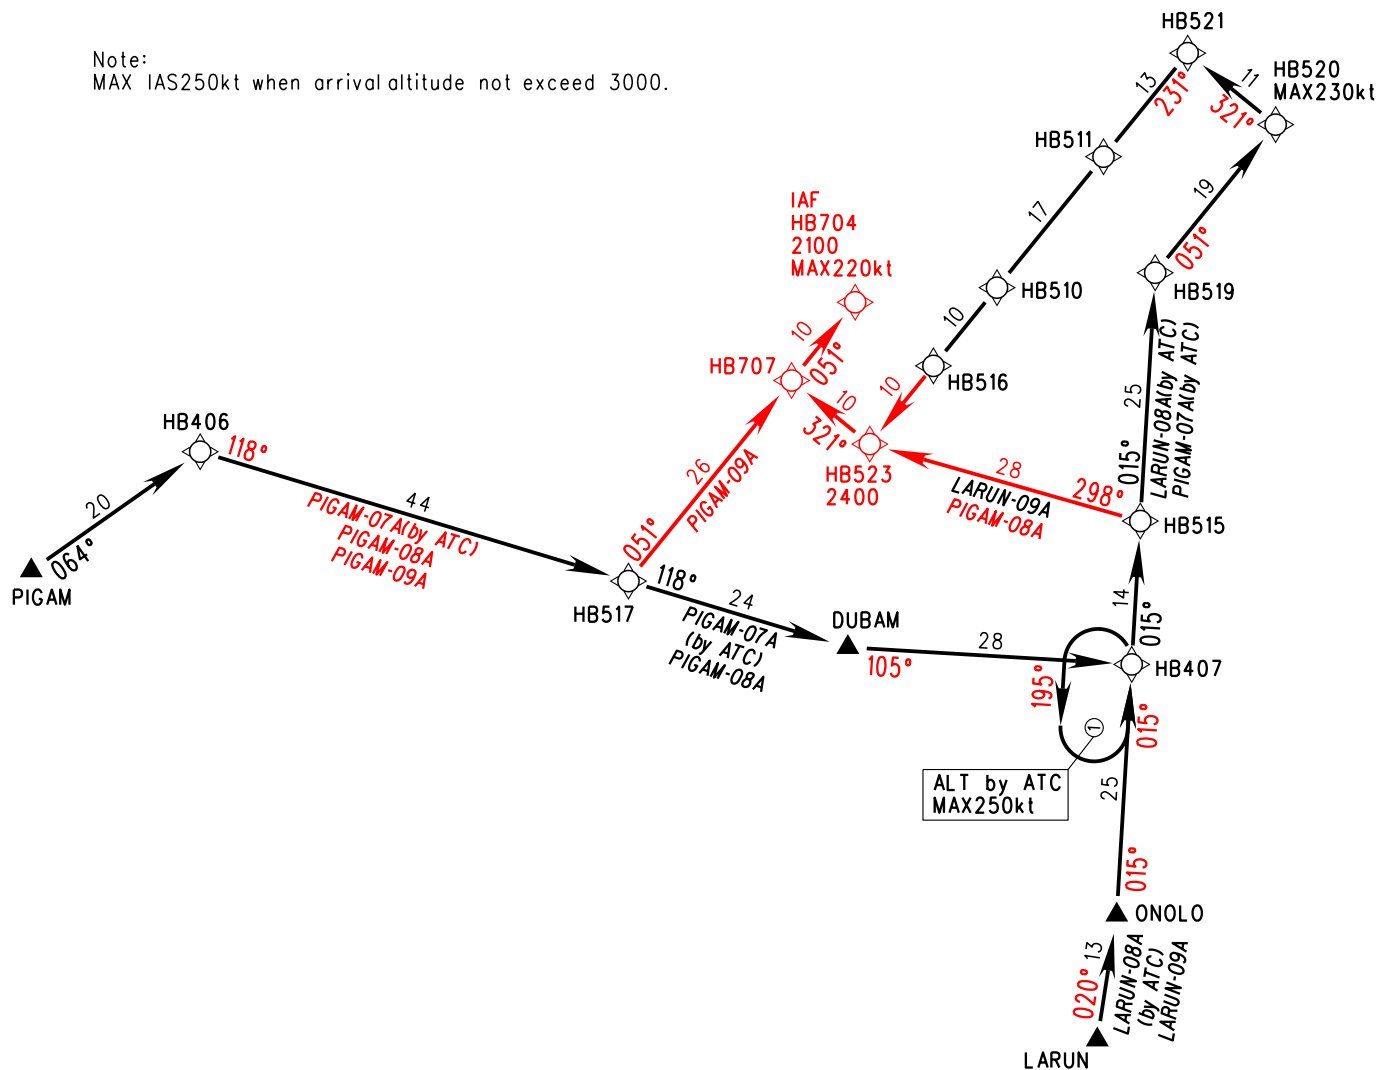 Note:
MAX IAS250kt when arrival altitude not exceed 3000.
HB521
13
231°
11
321°
HB520
MAX230kt
HB511
17
19
051°
HB519
IAF
HB704
2100
MAX220kt
HB510
10
10
051°
HB707
HB516
10
10
321°
HB523
2400
28
298°
LARUN-09A
PIGAM-08A
25
015°
LARUN-08A(by ATC)
PIGAM-07A(by ATC)
HB515
HB406
118°
44
PIGAM-07A(by ATC)
PIGAM-08A
PIGAM-09A
20
064°
PIGAM
26
PIGAM-09A
051°
HB517
118°
24
PIGAM-07A
(by ATC)
PIGAM-08A
DUBAM
28
105°
14
015°
HB407
195°
015°
1
ALT by ATC
MAX250kt
25
015°
ONOLO
13
020°
LARUN-08A
(by ATC)
LARUN-09A
LARUN